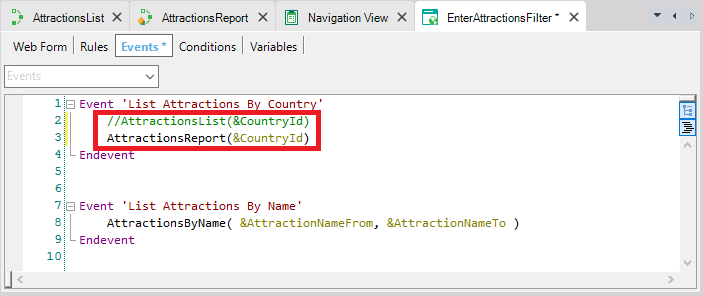 AttractionsList AttractionsReport Navigation View EnterAttractionsFilter *
Web Form Rules Events * Conditions Variables
Events
1 Event 'List Attractions By Country'
2 //AttractionsList(&CountryId)
3 AttractionsReport(&CountryId)
4 Endevent
5
6
7 Event 'List Attractions By Name'
8 AttractionsByName( &AttractionNameFrom, &AttractionNameTo )
9 Endevent
10